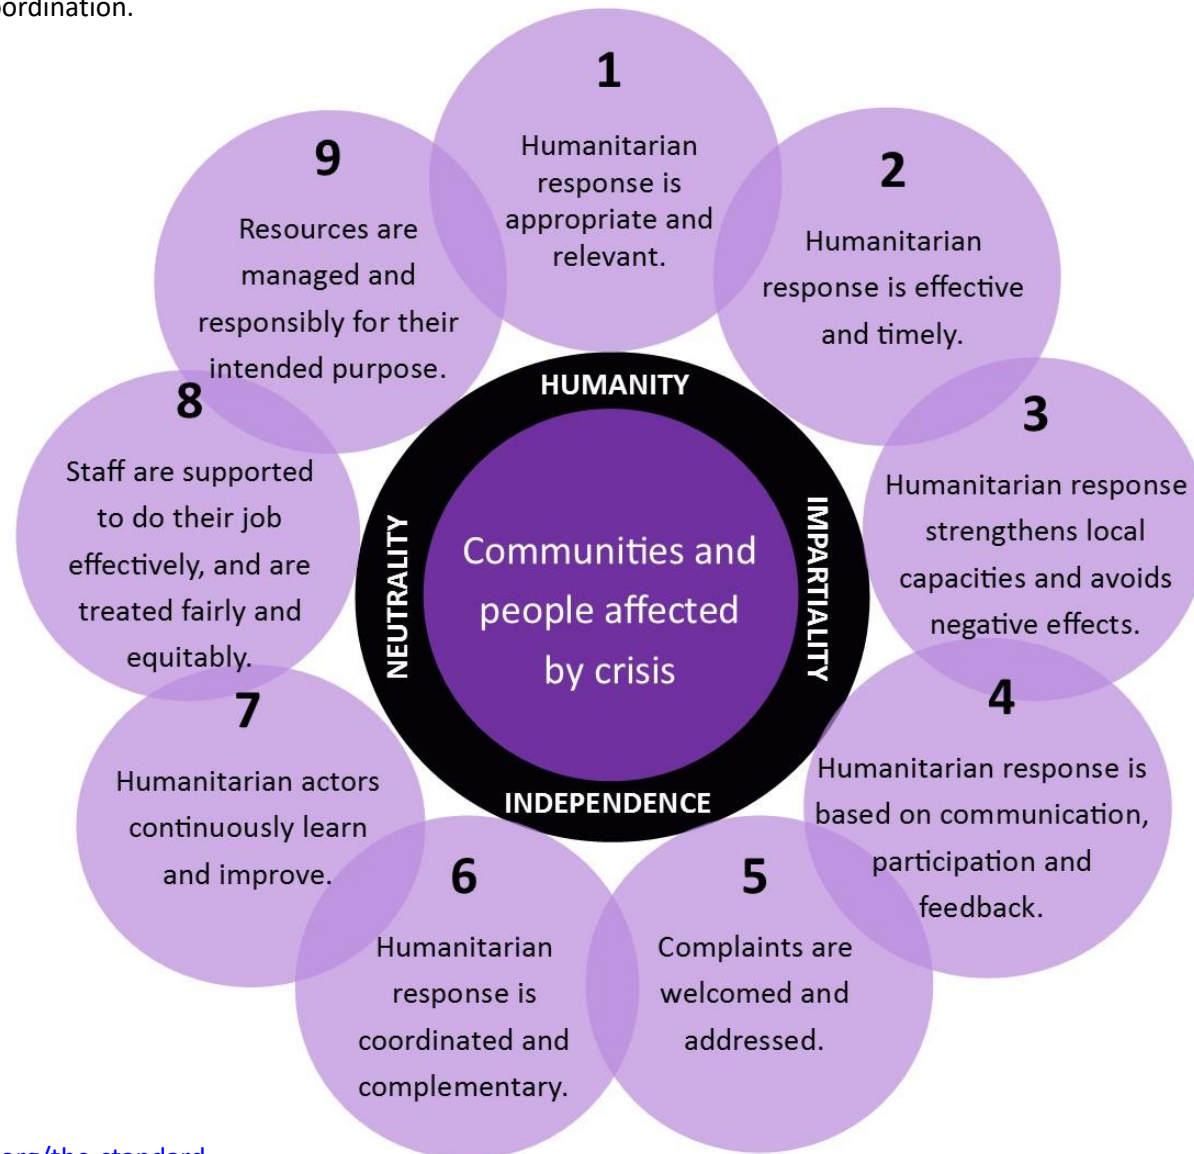 ordination.
1
Humanitarian
response is
appropriate and
relevant.
2
Humanitarian
response is effective
and timely.
3
Humanitarian response
strengthens local
capacities and avoids
negative effects.
4
Humanitarian response is
based on communication,
participation and
feedback.
5
Complaints are
welcomed and
addressed.
6
Humanitarian
response is
coordinated and
complementary.
7
Humanitarian actors
continuously learn
and improve.
8
Staff are supported
to do their job
effectively, and are
treated fairly and
equitably.
9
Resources are
managed and
responsibly for their
intended purpose.
HUMANITY
IMPARTIALITY
INDEPENDENCE
NEUTRALITY
Communities and
people affected
by crisis
org/the-standard